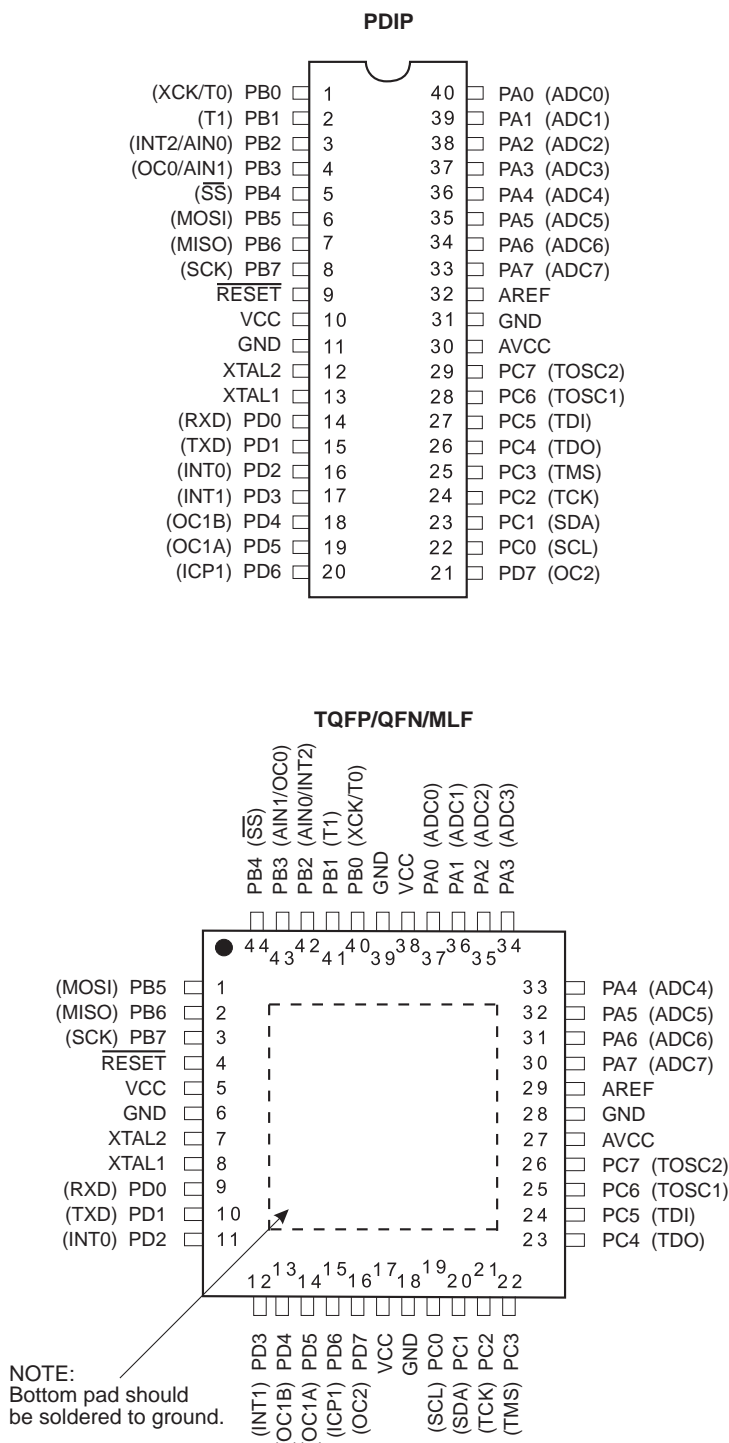 PDIP
(XCK/T0) PB0 1 40 PA0 (ADC0)
(T1) PB1 2 39 PA1 (ADC1)
(INT2/AIN0) PB2 3 38 PA2 (ADC2)
(OC0/AIN1) PB3 4 37 PA3 (ADC3)
(S̅S̅) PB4 5 36 PA4 (ADC4)
(MOSI) PB5 6 35 PA5 (ADC5)
(MISO) PB6 7 34 PA6 (ADC6)
(SCK) PB7 8 33 PA7 (ADC7)
R̅E̅S̅E̅T̅ 9 32 AREF
VCC 10 31 GND
GND 11 30 AVCC
XTAL2 12 29 PC7 (TOSC2)
XTAL1 13 28 PC6 (TOSC1)
(RXD) PD0 14 27 PC5 (TDI)
(TXD) PD1 15 26 PC4 (TDO)
(INT0) PD2 16 25 PC3 (TMS)
(INT1) PD3 17 24 PC2 (TCK)
(OC1B) PD4 18 23 PC1 (SDA)
(OC1A) PD5 19 22 PC0 (SCL)
(ICP1) PD6 20 21 PD7 (OC2)
TQFP/QFN/MLF
PB4 (S̅S̅)
PB3 (AIN1/OC0)
PB2 (AIN0/INT2)
PB1 (T1)
PB0 (XCK/T0)
GND
VCC
PA0 (ADC0)
PA1 (ADC1)
PA2 (ADC2)
PA3 (ADC3)
44 43 42 41 40 39 38 37 36 35 34
(MOSI) PB5 1 33 PA4 (ADC4)
(MISO) PB6 2 32 PA5 (ADC5)
(SCK) PB7 3 31 PA6 (ADC6)
R̅E̅S̅E̅T̅ 4 30 PA7 (ADC7)
VCC 5 29 AREF
GND 6 28 GND
XTAL2 7 27 AVCC
XTAL1 8 26 PC7 (TOSC2)
(RXD) PD0 9 25 PC6 (TOSC1)
(TXD) PD1 10 24 PC5 (TDI)
(INT0) PD2 11 23 PC4 (TDO)
12 13 14 15 16 17 18 19 20 21 22
(INT1) PD3
(OC1B) PD4
(OC1A) PD5
(ICP1) PD6
(OC2) PD7
VCC
GND
(SCL) PC0
(SDA) PC1
(TCK) PC2
(TMS) PC3
NOTE:
Bottom pad should
be soldered to ground.